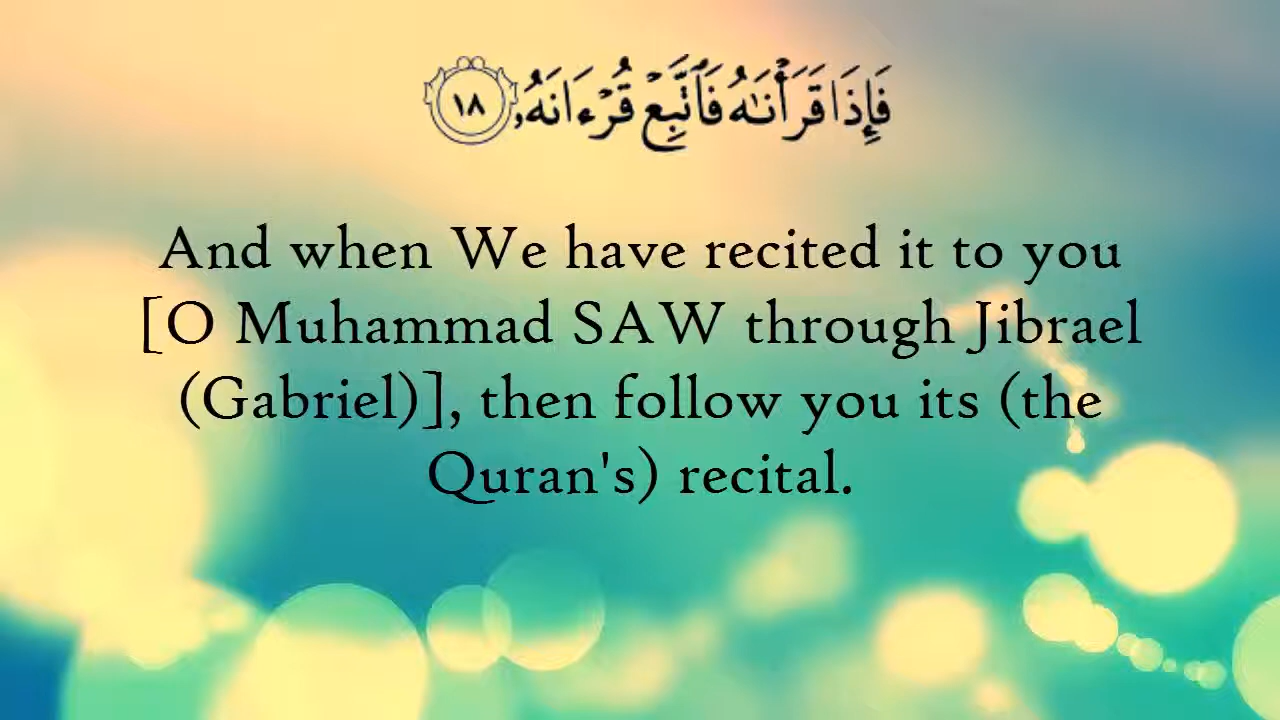 فَإِذَا قَرَأْنَـٰهُ فَٱتَّبِعْ قُرْءَانَهُۥ ١٨
And when We have recited it to you
[O Muhammad SAW through Jibrael
(Gabriel)], then follow you its (the
Quran's) recital.